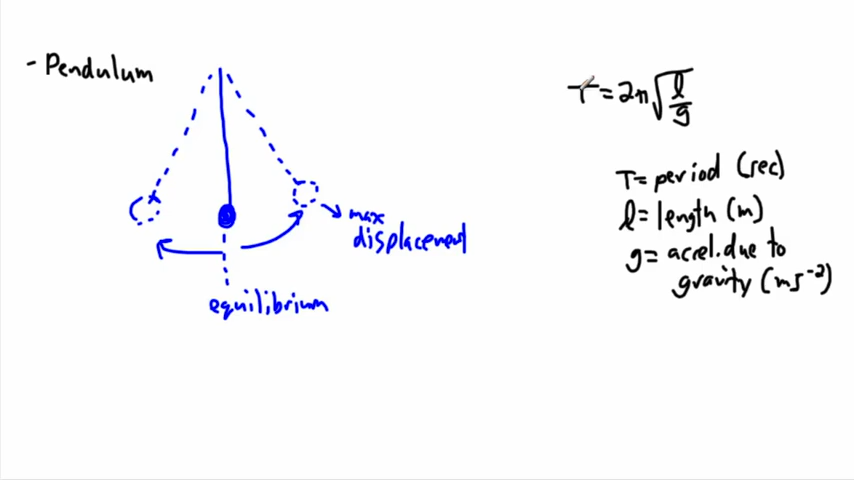 - Pendulum
max
displacement
equilibrium
T=2π√l/g
T=period (sec)
l=length (m)
g=accel.due to
gravity (ms⁻²)